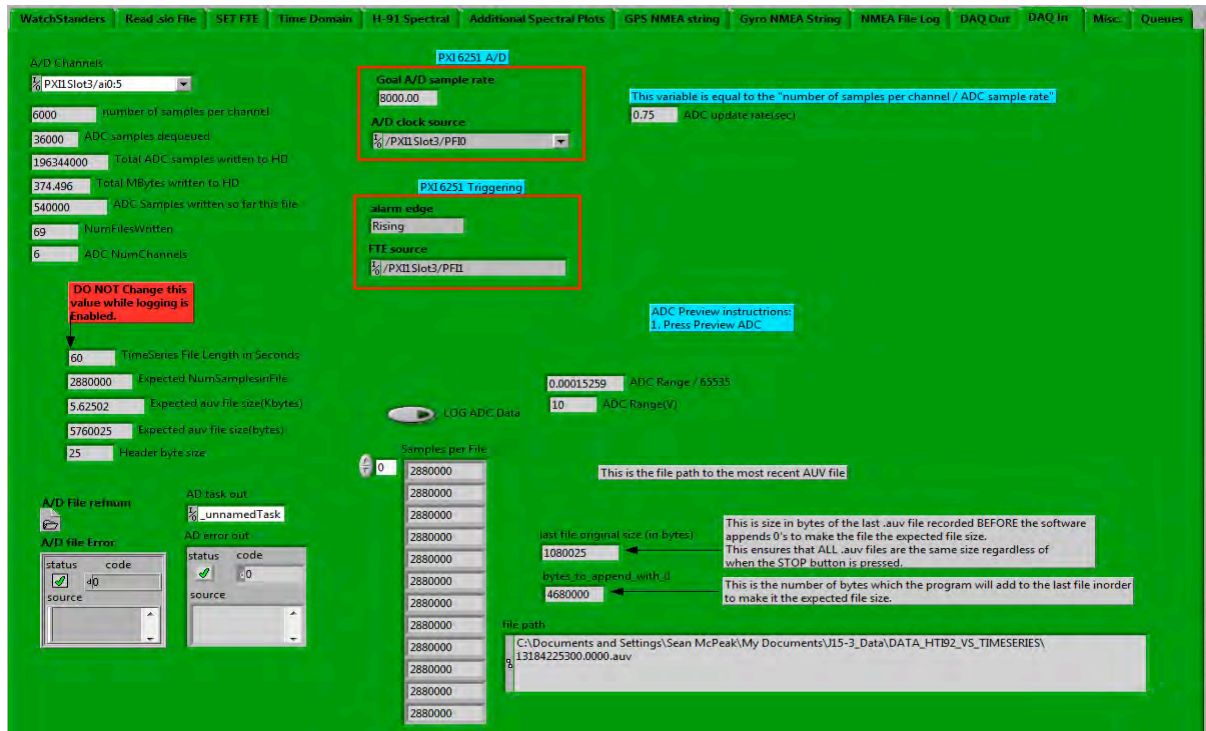 WatchStanders Read .sio File SET FTE Time Domain H-91 Spectral Additional Spectral Plots GPS NMEA string Gyro NMEA String NMEA File Log DAQ Out DAQ In Misc. Queues
A/D Channels
PXI1Slot3/ai0:5
6000 number of samples per channel
36000 ADC samples dequeued
196344000 Total ADC samples written to HD
374.496 Total MBytes written to HD
540000 ADC Samples written so far this file
69 NumFilesWritten
6 ADC NumChannels
PXI 6251 A/D
Goal A/D sample rate
8000.00
A/D clock source
/PXI1Slot3/PFI0
This variable is equal to the "number of samples per channel / ADC sample rate"
0.75 ADC update rate(sec)
PXI 6251 Triggering
alarm edge
Rising
FTE source
/PXI1Slot3/PFI1
DO NOT Change this
value while logging is
Enabled.
60 TimeSeries File Length in Seconds
2880000 Expected NumSamplesinFile
5.62502 Expected auv file size(Kbytes)
5760025 Expected auv file size(bytes)
25 Header byte size
ADC Preview instructrions:
1. Press Preview ADC
0.00015259 ADC Range / 65535
10 ADC Range(V)
LOG ADC Data
Samples per File
0
2880000
2880000
2880000
2880000
2880000
2880000
2880000
2880000
2880000
2880000
2880000
2880000
This is the file path to the most recent AUV file
A/D File refnum
A/D file Error
status code
0
source
AD task out
_unnamedTask
AD error out
status code
0
source
last file original size (in bytes)
1080025
This is size in bytes of the last .auv file recorded BEFORE the software
appends 0's to make the file the expected file size.
This ensures that ALL .auv files are the same size regardless of
when the STOP button is pressed.
bytes_to_append_with_0
4680000
This is the number of bytes which the program will add to the last file inorder
to make it the expected file size.
file path
C:\Documents and Settings\Sean McPeak\My Documents\J15-3_Data\DATA_HTI92_VS_TIMESERIES\
13184225300.0000.auv